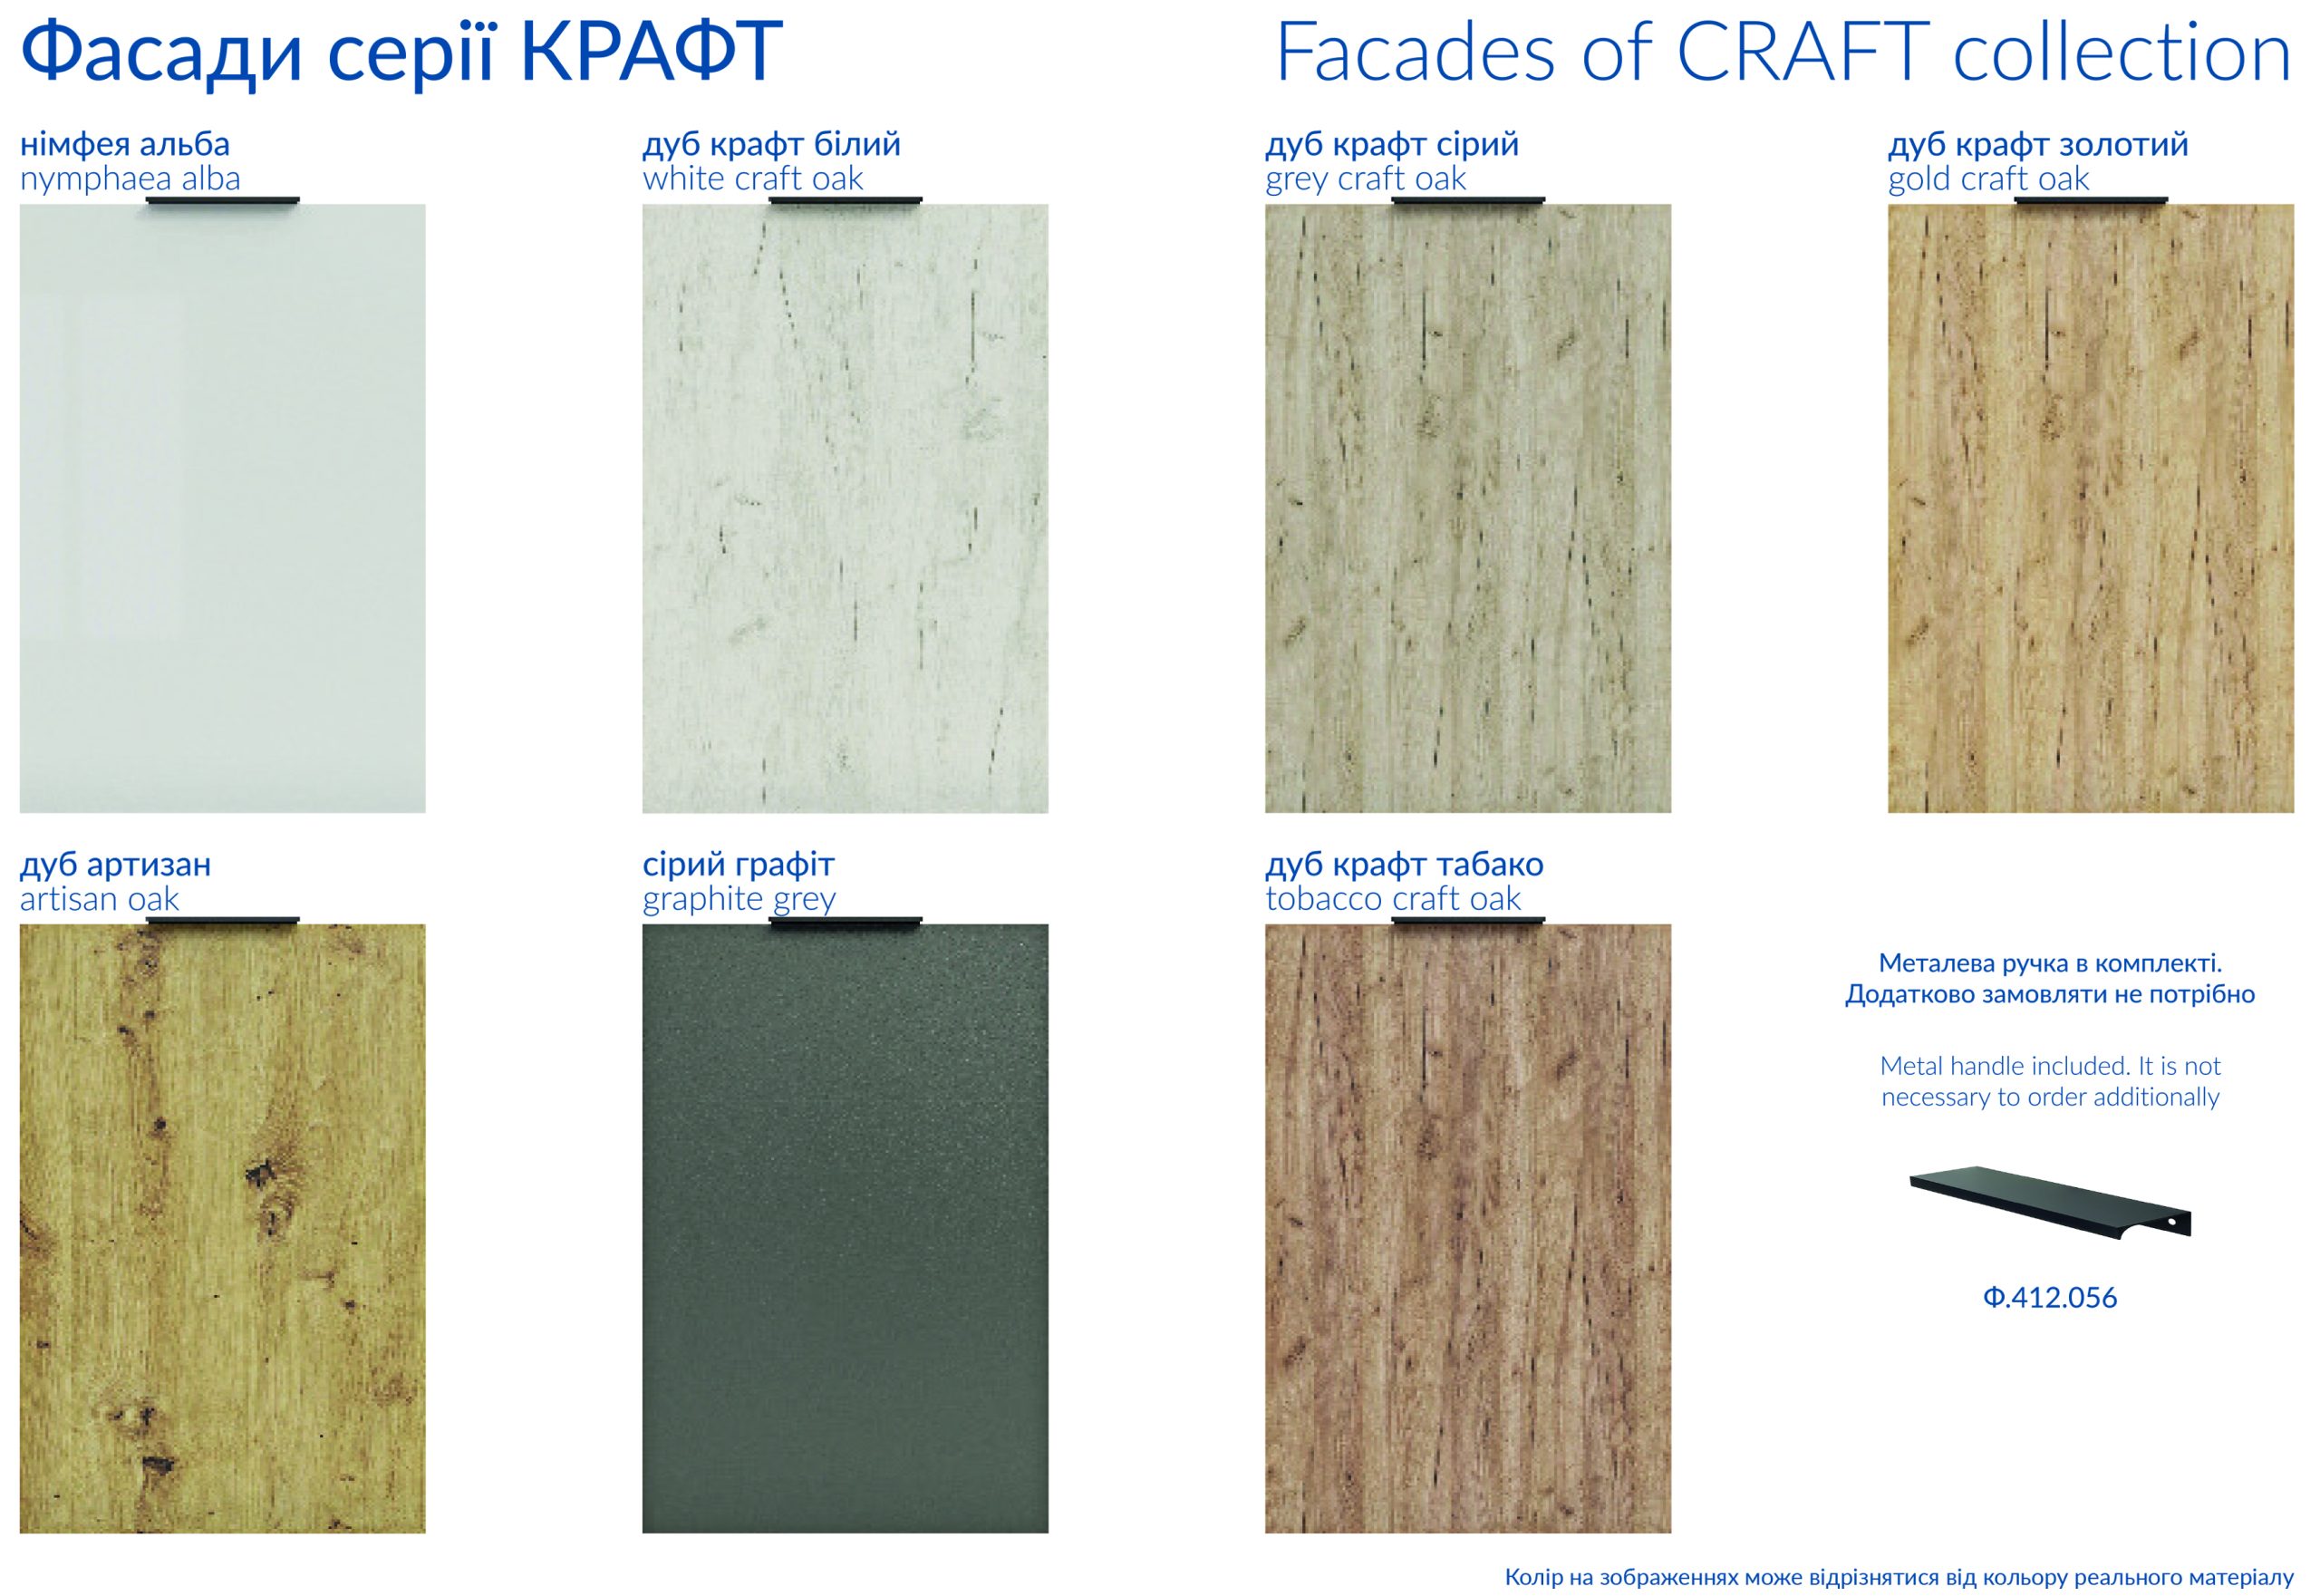 Фасади серії КРАФТ
Facades of CRAFT collection
німфея альба
nymphaea alba
дуб крафт білий
white craft oak
дуб крафт сірий
grey craft oak
дуб крафт золотий
gold craft oak
дуб артизан
artisan oak
сірий графіт
graphite grey
дуб крафт табако
tobacco craft oak
Металева ручка в комплекті.
Додатково замовляти не потрібно
Metal handle included. It is not
necessary to order additionally
Ф.412.056
Колір на зображеннях може відрізнятися від кольору реального матеріалу